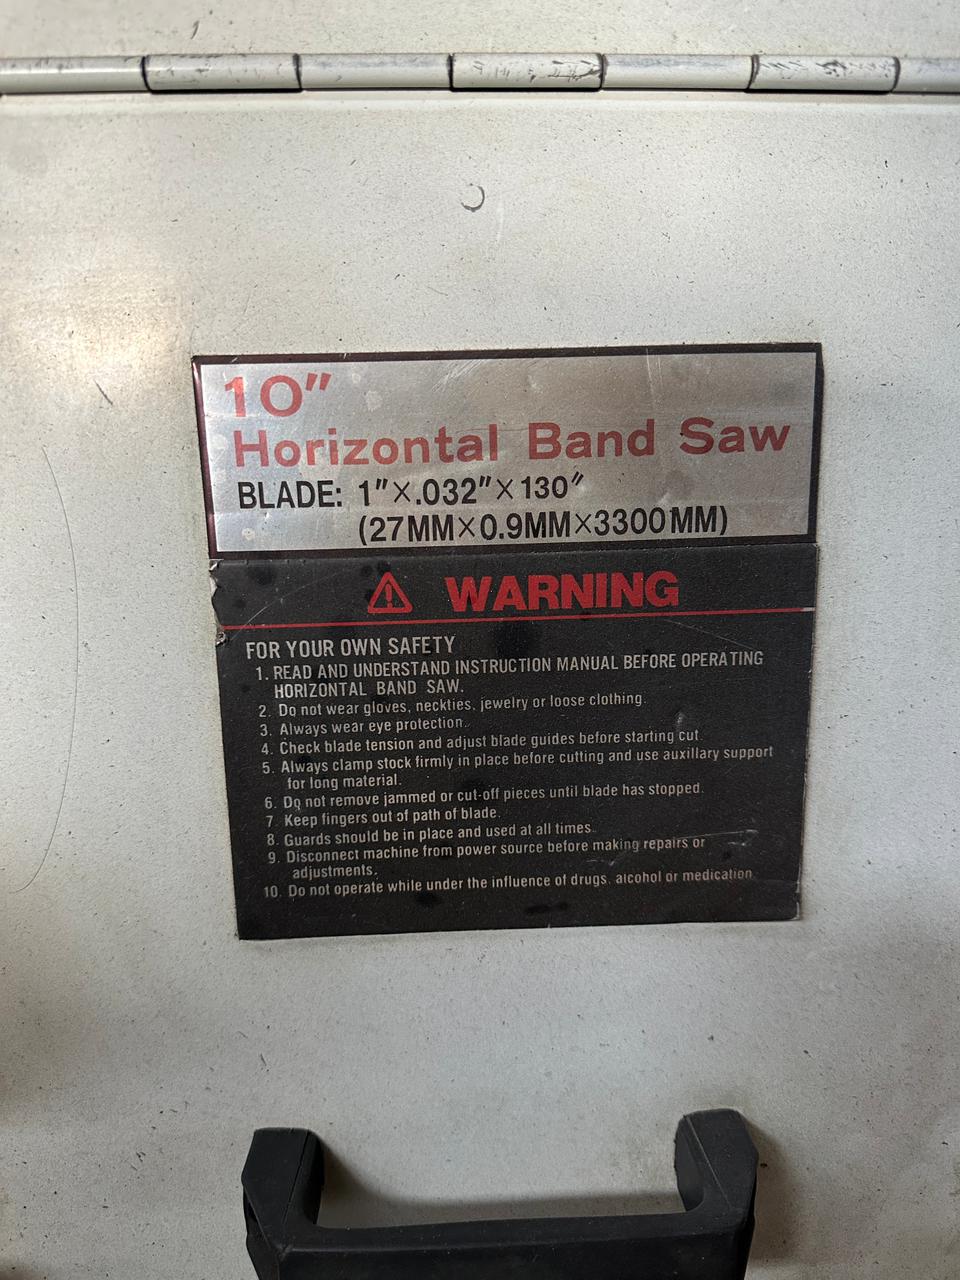 10"
Horizontal Band Saw
BLADE: 1"×.032"×130"
(27MM×0.9MM×3300MM)
WARNING
FOR YOUR OWN SAFETY
1. READ AND UNDERSTAND INSTRUCTION MANUAL BEFORE OPERATING
HORIZONTAL BAND SAW.
2. Do not wear gloves, neckties, jewelry or loose clothing.
3. Always wear eye protection.
4. Check blade tension and adjust blade guides before starting cut.
5. Always clamp stock firmly in place before cutting and use auxillary support
for long material.
6. Do not remove jammed or cut-off pieces until blade has stopped.
7. Keep fingers out of path of blade.
8. Guards should be in place and used at all times.
9. Disconnect machine from power source before making repairs or
adjustments.
10. Do not operate while under the influence of drugs. alcohol or medication